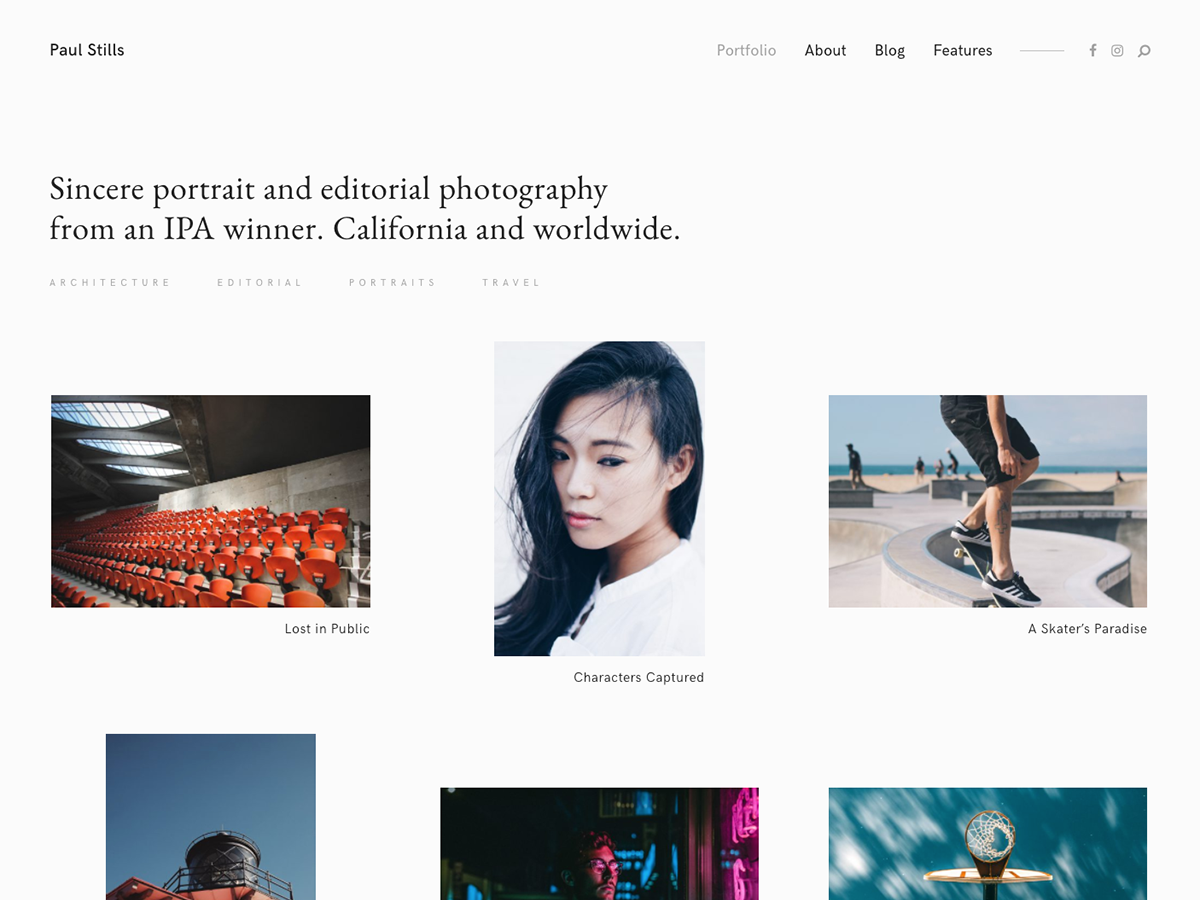 Paul Stills
Portfolio About Blog Features
Sincere portrait and editorial photography
from an IPA winner. California and worldwide.
ARCHITECTURE EDITORIAL PORTRAITS TRAVEL
Lost in Public
Characters Captured
A Skater’s Paradise